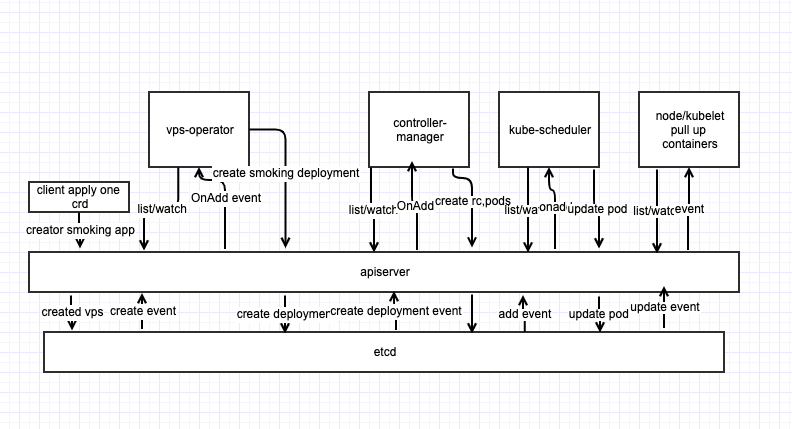 vps-operator
controller-
manager
kube-scheduler
node/kubelet
pull up
containers
create smoking deployment
client apply one
crd
OnAdd event
list/watch
list/watch
OnAdd
create rc,pods
list/wa
onad
update pod
list/watc
event
creator smoking app
apiserver
created vps
create event
create deploymer
create deployment event
add event
update pod
update event
etcd